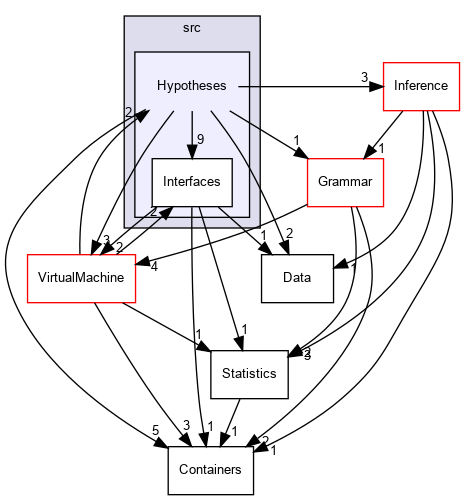 src
Hypotheses
3
Inference
2
9
1
1
Interfaces
Grammar
2
3
2
1
2
VirtualMachine
4
Data
1
1
1
Statistics
3
5
3
1
1
2
1
Containers